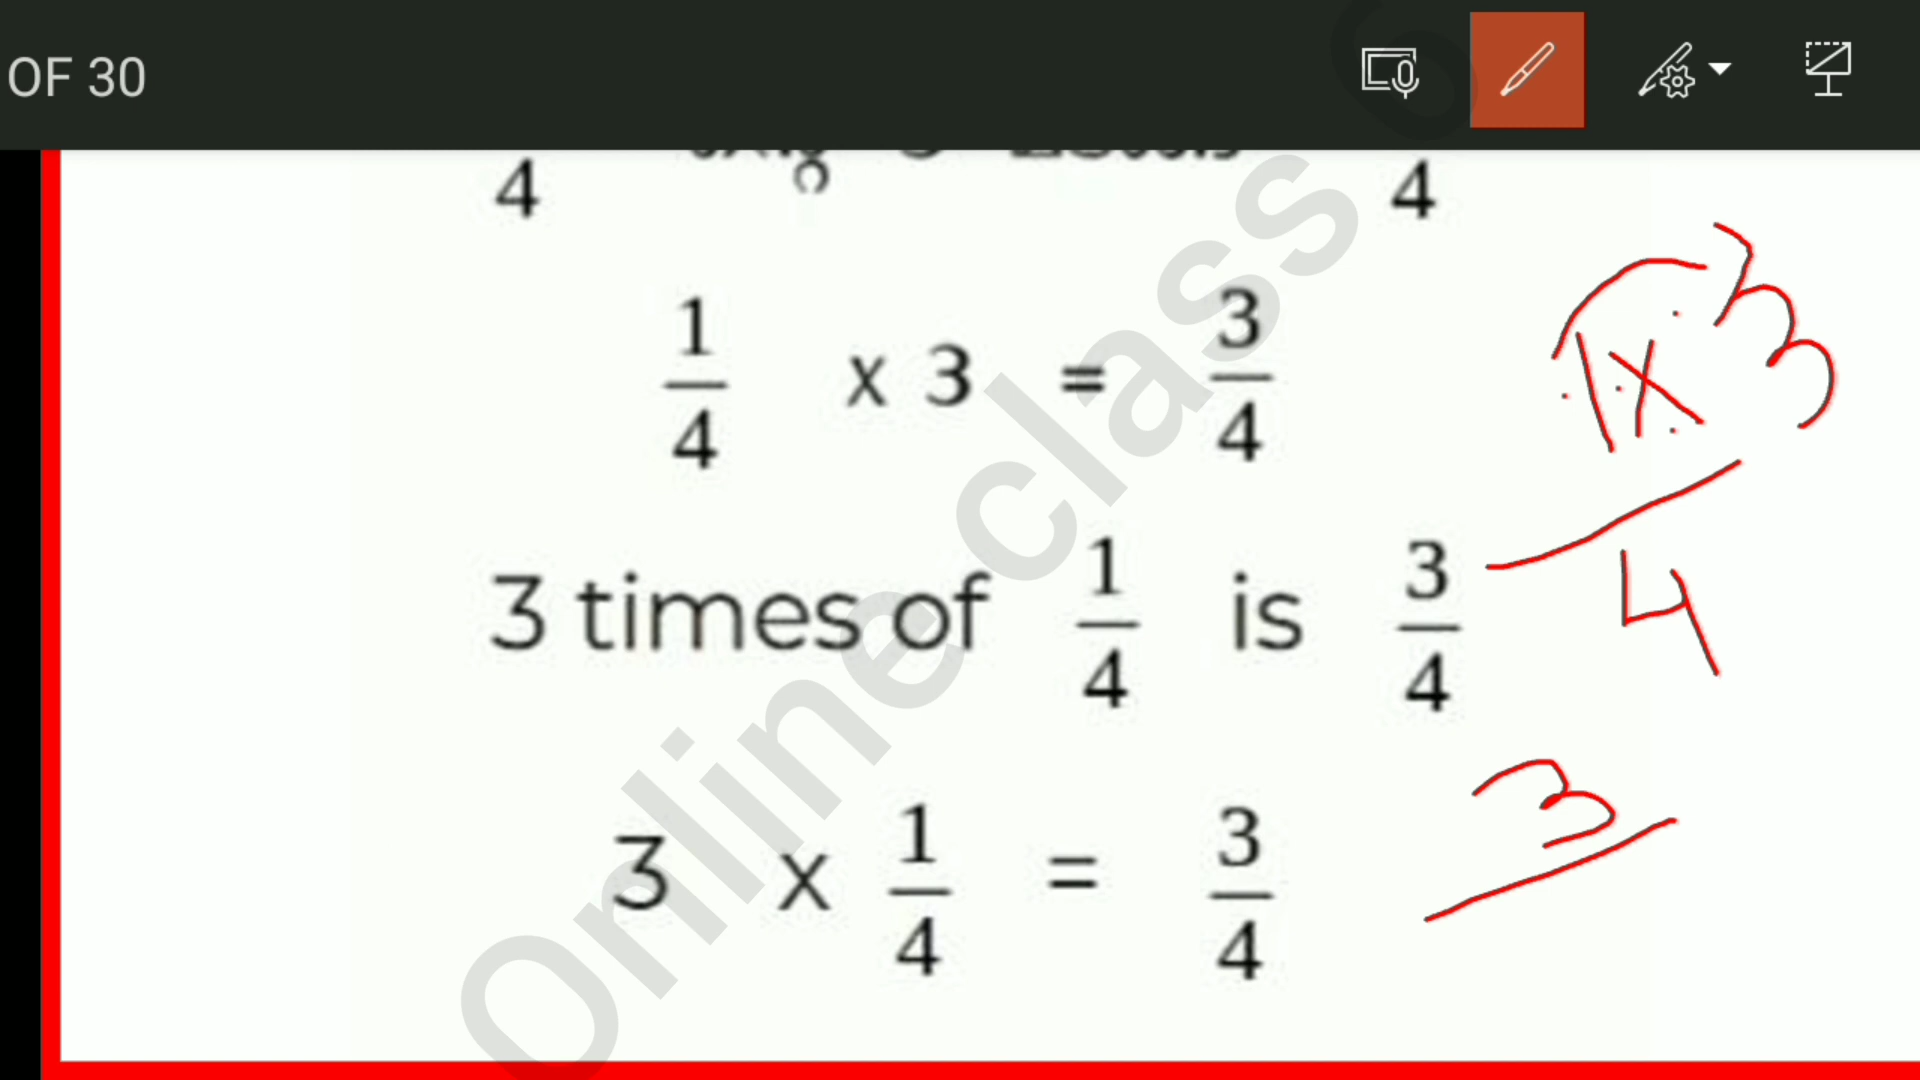 OF 30
4 4
1/4 x 3 = 3/4
3 times of 1/4 is 3/4
3 x 1/4 = 3/4
1x3
4
3
Online class